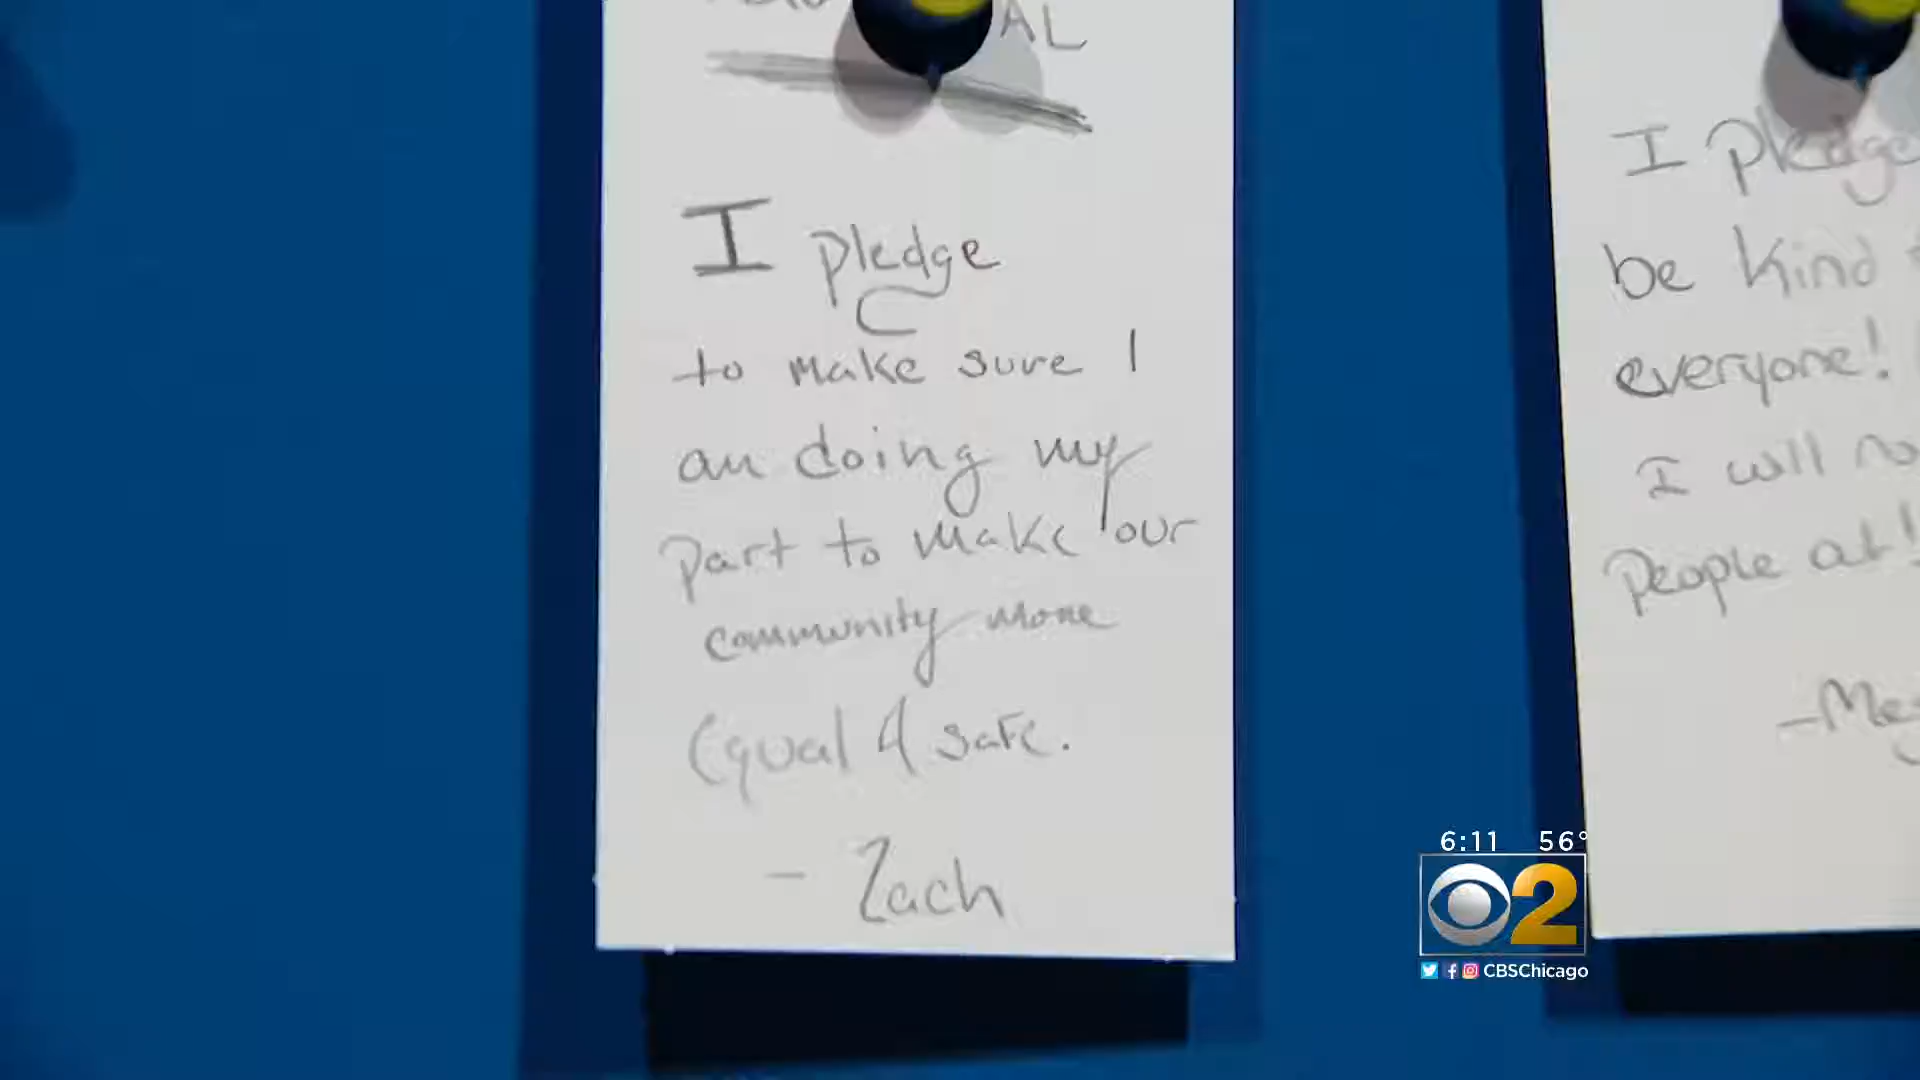 AL
I pledge
to make sure I
am doing my
part to make our
community more
Equal & safe.
- Zach
I pledge
be kind
everyone!
I will
People at!
6:11 56°
2
CBSChicago